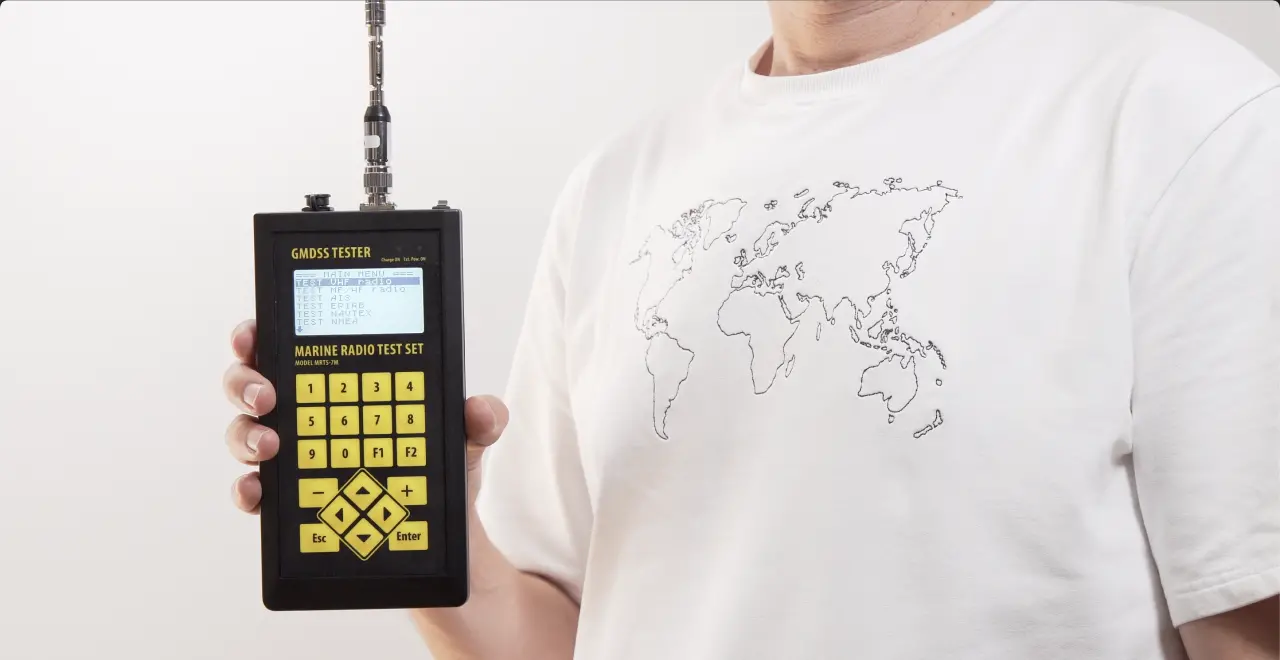 GMDSS TESTER
Charge ON Tst. Pow. ON
=== MAIN MENU ===
TEST VHF radio
TEST MF/HF radio
TEST AIS
TEST EPIRB
TEST NAVTEX
TEST NMEA
MARINE RADIO TEST SET
MODEL MRTS-7M
1 2 3 4
5 6 7 8
9 0 F1 F2
− +
Esc Enter